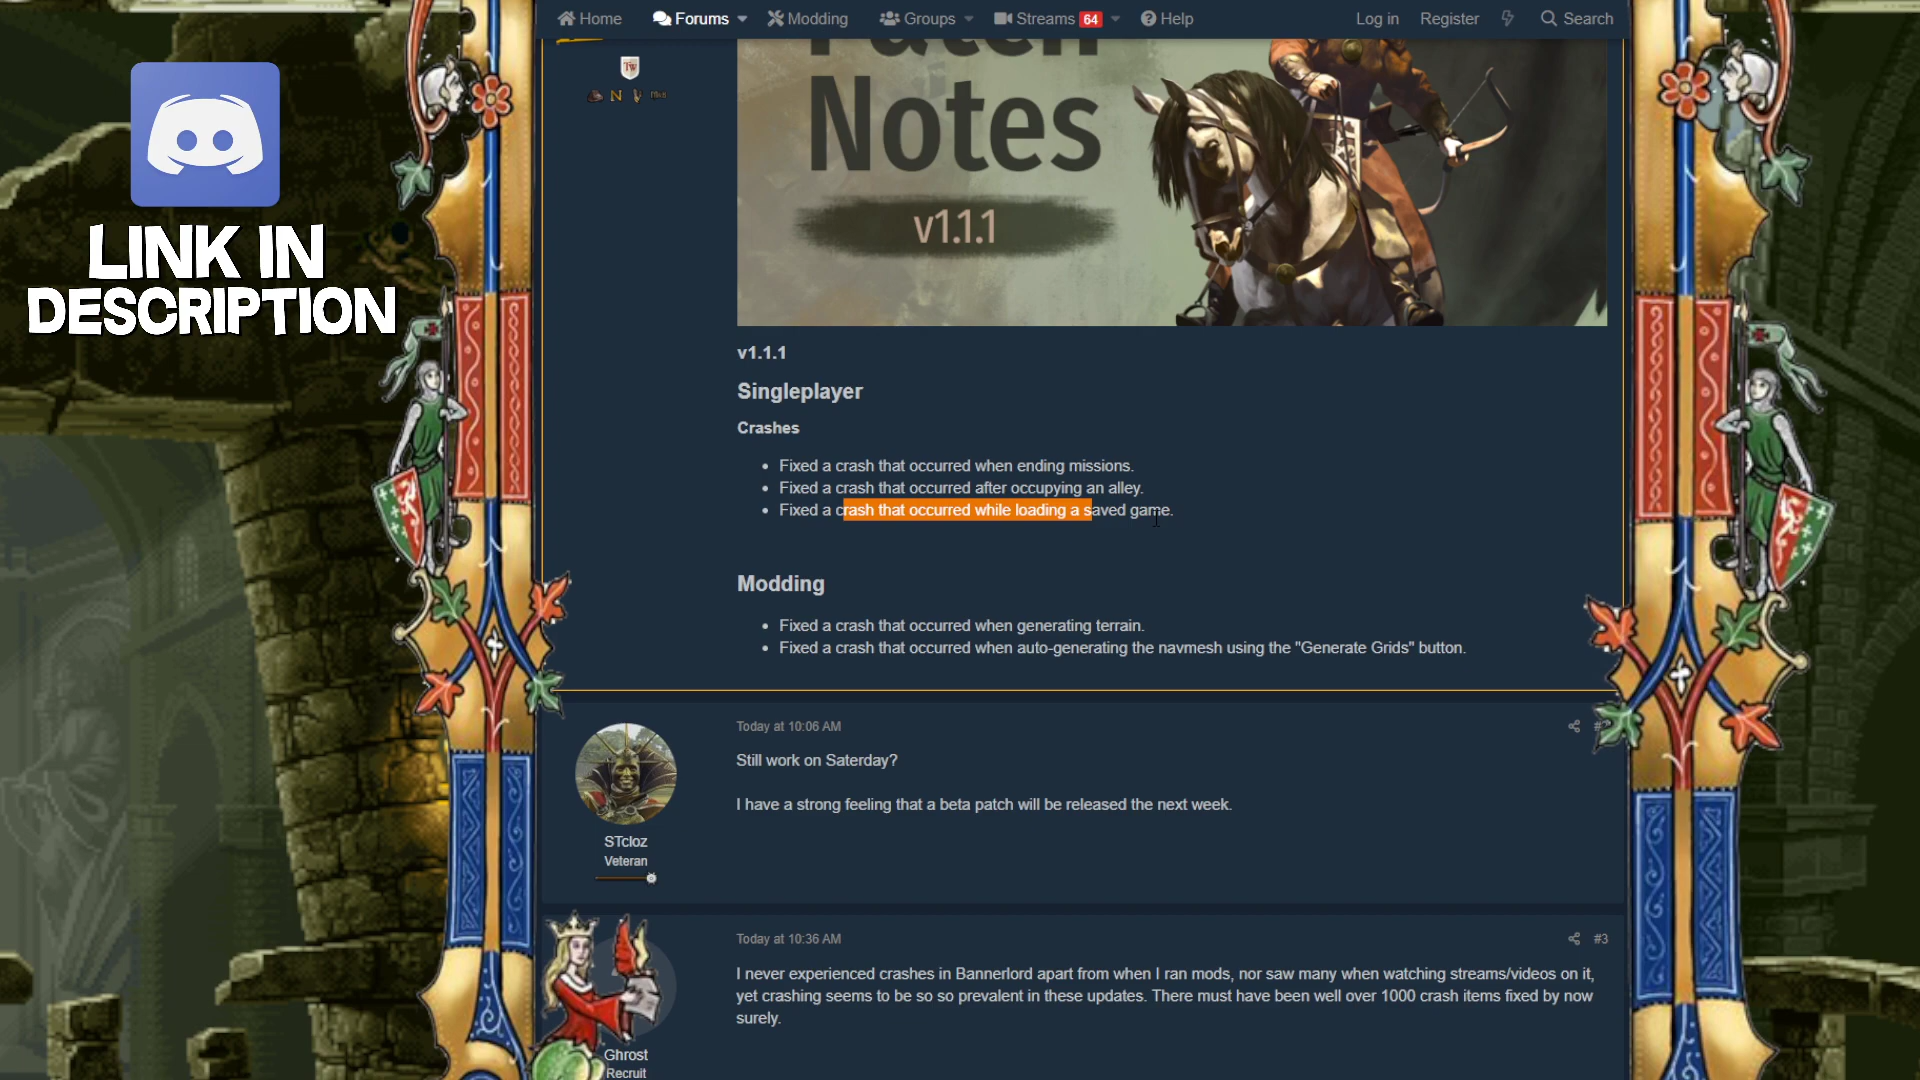 Home Forums Modding Groups Streams 64 Help Log in Register Search
LINK IN
DESCRIPTION
Patch
Notes
v1.1.1
v1.1.1
Singleplayer
Crashes
Fixed a crash that occurred when ending missions.
Fixed a crash that occurred after occupying an alley.
Fixed a crash that occurred while loading a saved game.
Modding
Fixed a crash that occurred when generating terrain.
Fixed a crash that occurred when auto-generating the navmesh using the "Generate Grids" button.
Today at 10:06 AM
Still work on Saterday?
I have a strong feeling that a beta patch will be released the next week.
STcloz
Veteran
Today at 10:36 AM #3
I never experienced crashes in Bannerlord apart from when I ran mods, nor saw many when watching streams/videos on it,
yet crashing seems to be so so prevalent in these updates. There must have been well over 1000 crash items fixed by now
surely.
Ghrost
Recruit